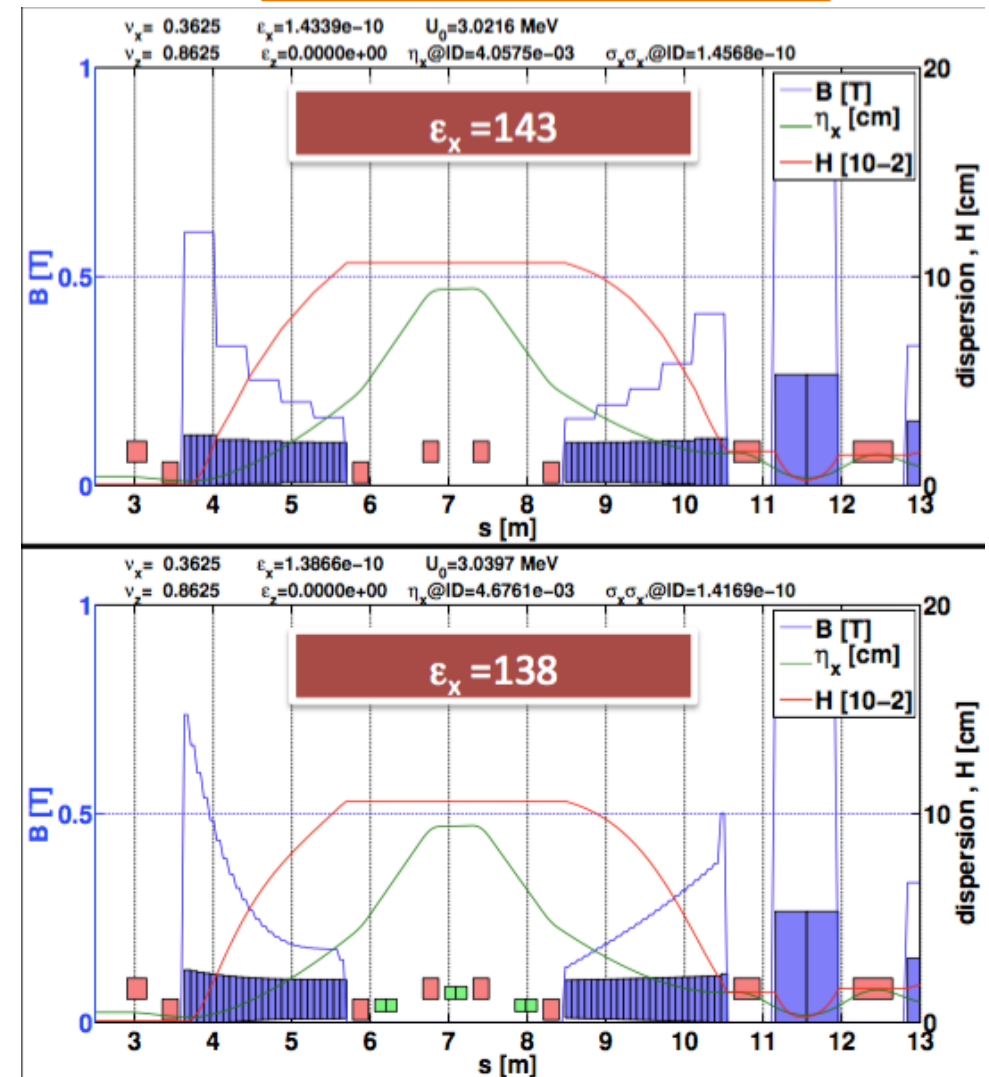 νx= 0.3625 εx=1.4339e−10 U0=3.0216 MeV
νz= 0.8625 εz=0.0000e+00 ηx@ID=4.0575e−03 σxσx'@ID=1.4568e−10
εx =143
B [T]
ηx [cm]
H [10−2]
1
0.5
0
B [T]
20
10
0
dispersion , H [cm]
3 4 5 6 7 8 9 10 11 12 13
s [m]
νx= 0.3625 εx=1.3866e−10 U0=3.0397 MeV
νz= 0.8625 εz=0.0000e+00 ηx@ID=4.6761e−03 σxσx'@ID=1.4169e−10
εx =138
B [T]
ηx [cm]
H [10−2]
1
0.5
0
B [T]
20
10
0
dispersion , H [cm]
3 4 5 6 7 8 9 10 11 12 13
s [m]